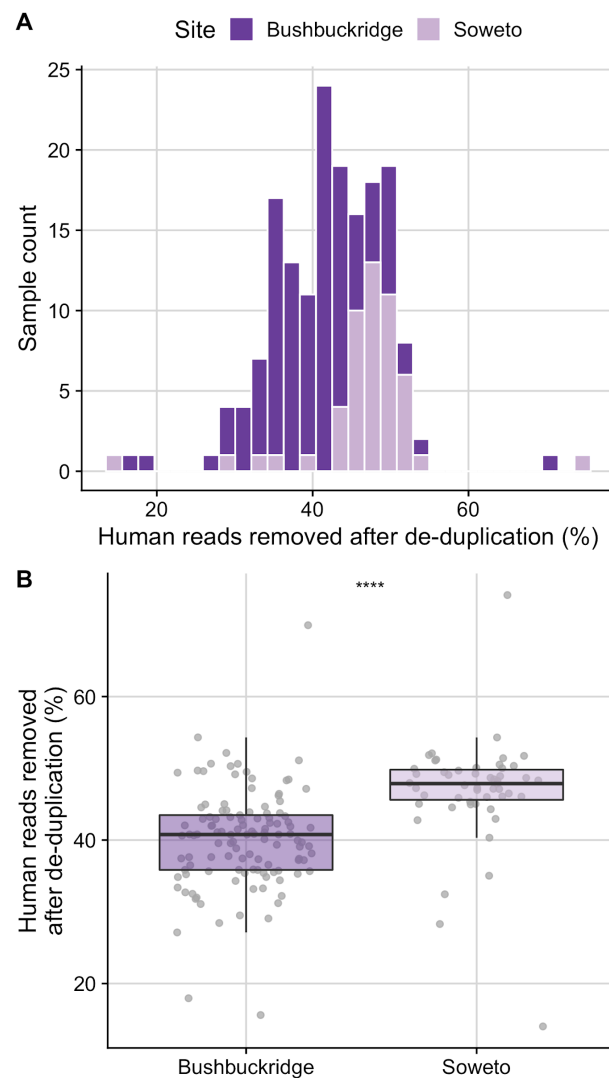 A
Site Bushbuckridge Soweto
25
20
15
10
5
0
Sample count
20 40 60
Human reads removed after de-duplication (%)
B
****
60
40
20
Human reads removed
after de-duplication (%)
Bushbuckridge Soweto